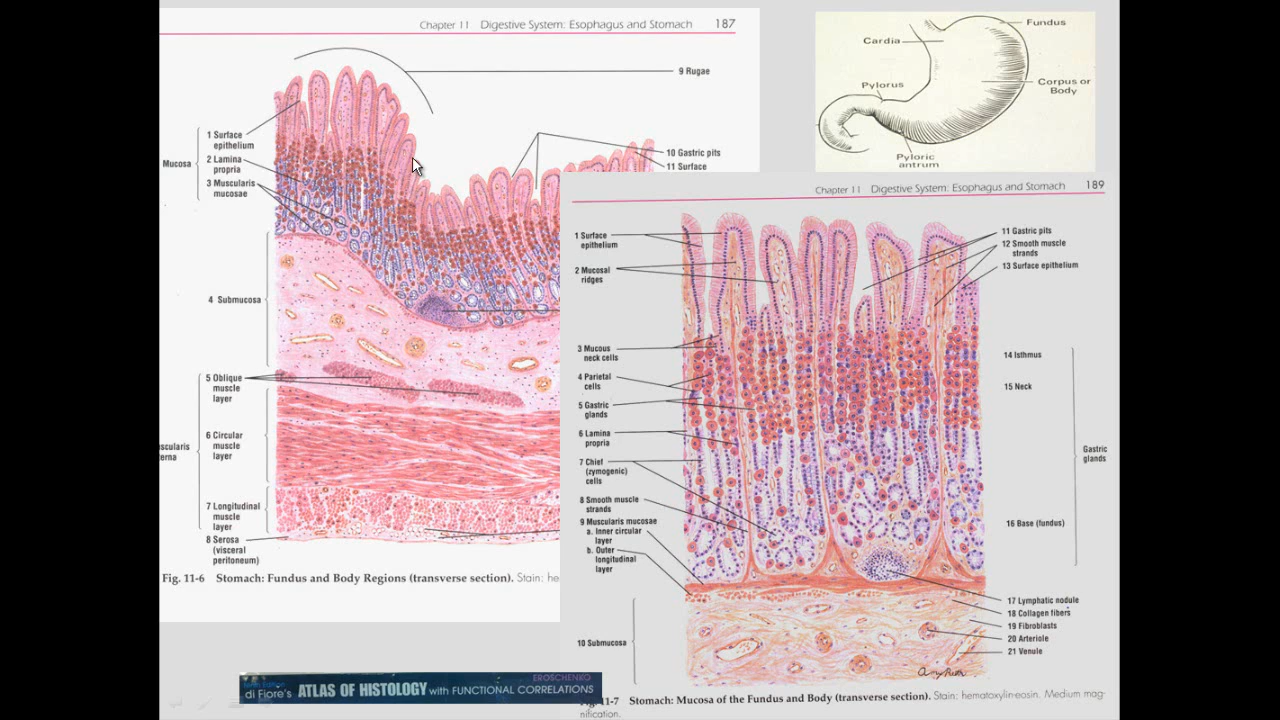 Chapter 11 Digestive System: Esophagus and Stomach 187
9 Rugae
1 Surface
epithelium
Mucosa
2 Lamina
propria
3 Muscularis
mucosae
10 Gastric pits
11 Surface
4 Submucosa
5 Oblique
muscle
layer
6 Circular
muscle
layer
7 Longitudinal
muscle
layer
8 Serosa
(visceral
peritoneum)
Fig. 11-6 Stomach: Fundus and Body Regions (transverse section). Stain: he
Fundus
Cardia
Corpus or
Body
Pylorus
Pyloric
antrum
Chapter 11 Digestive System: Esophagus and Stomach 189
1 Surface
epithelium
2 Mucosal
ridges
3 Mucous
neck cells
4 Parietal
cells
5 Gastric
glands
6 Lamina
propria
7 Chief
(zymogenic)
cells
8 Smooth muscle
strands
9 Muscularis mucosae
a. Inner circular
layer
b. Outer
longitudinal
layer
10 Submucosa
11 Gastric pits
12 Smooth muscle
strands
13 Surface epithelium
14 Isthmus
15 Neck
Gastric
glands
16 Base (fundus)
17 Lymphatic nodule
18 Collagen fibers
19 Fibroblasts
20 Arteriole
21 Venule
11-7 Stomach: Mucosa of the Fundus and Body (transverse section). Stain: hematoxylin-eosin. Medium mag-
nification.
EROSCHENKO
di Fiore's ATLAS OF HISTOLOGY with FUNCTIONAL CORRELATIONS